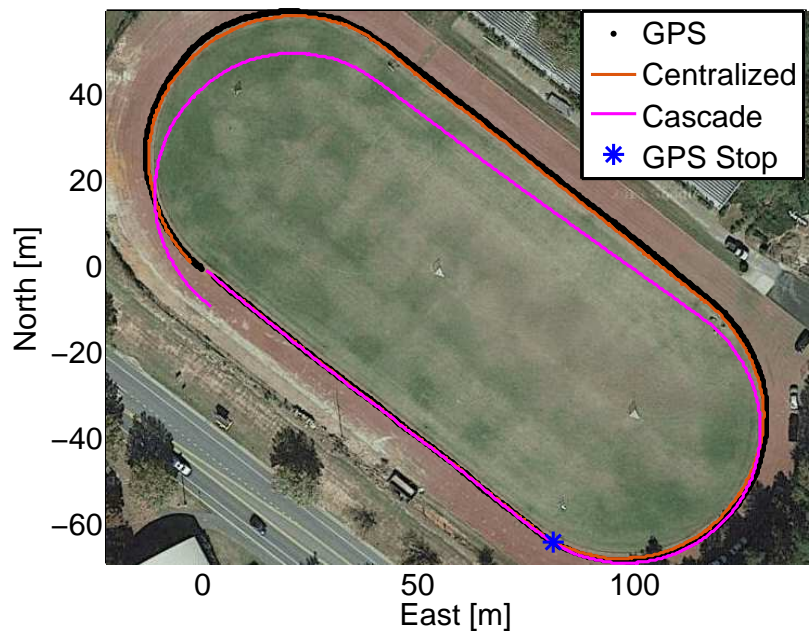 GPS
Centralized
Cascade
GPS Stop
North [m]
40
20
0
−20
−40
−60
0
50
100
East [m]